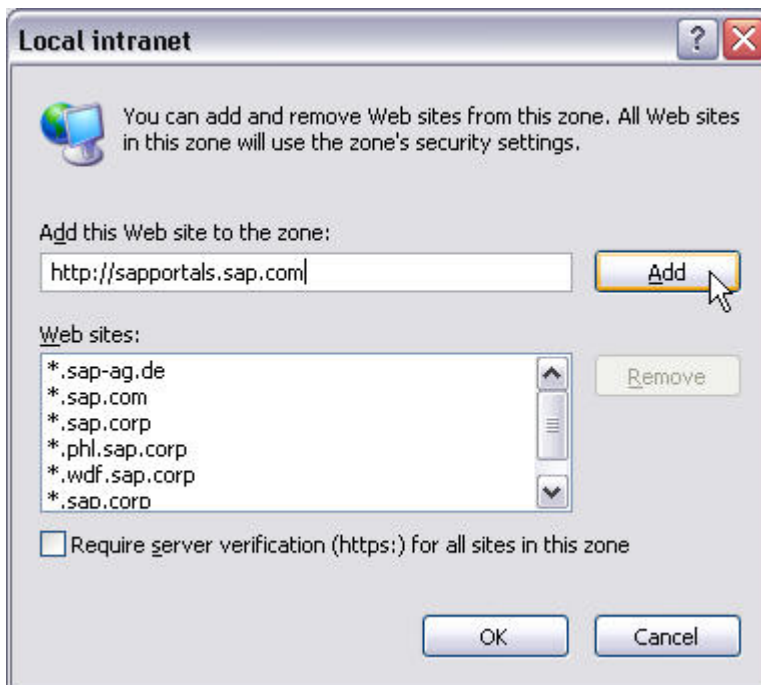 Local intranet
?
You can add and remove Web sites from this zone. All Web sites
in this zone will use the zone's security settings.
Add this Web site to the zone:
http://sapportals.sap.com
Add
Web sites:
*.sap-ag.de
*.sap.com
*.sap.corp
*.phl.sap.corp
*.wdf.sap.corp
*.sap.corp
Remove
Require server verification (https:) for all sites in this zone
OK
Cancel